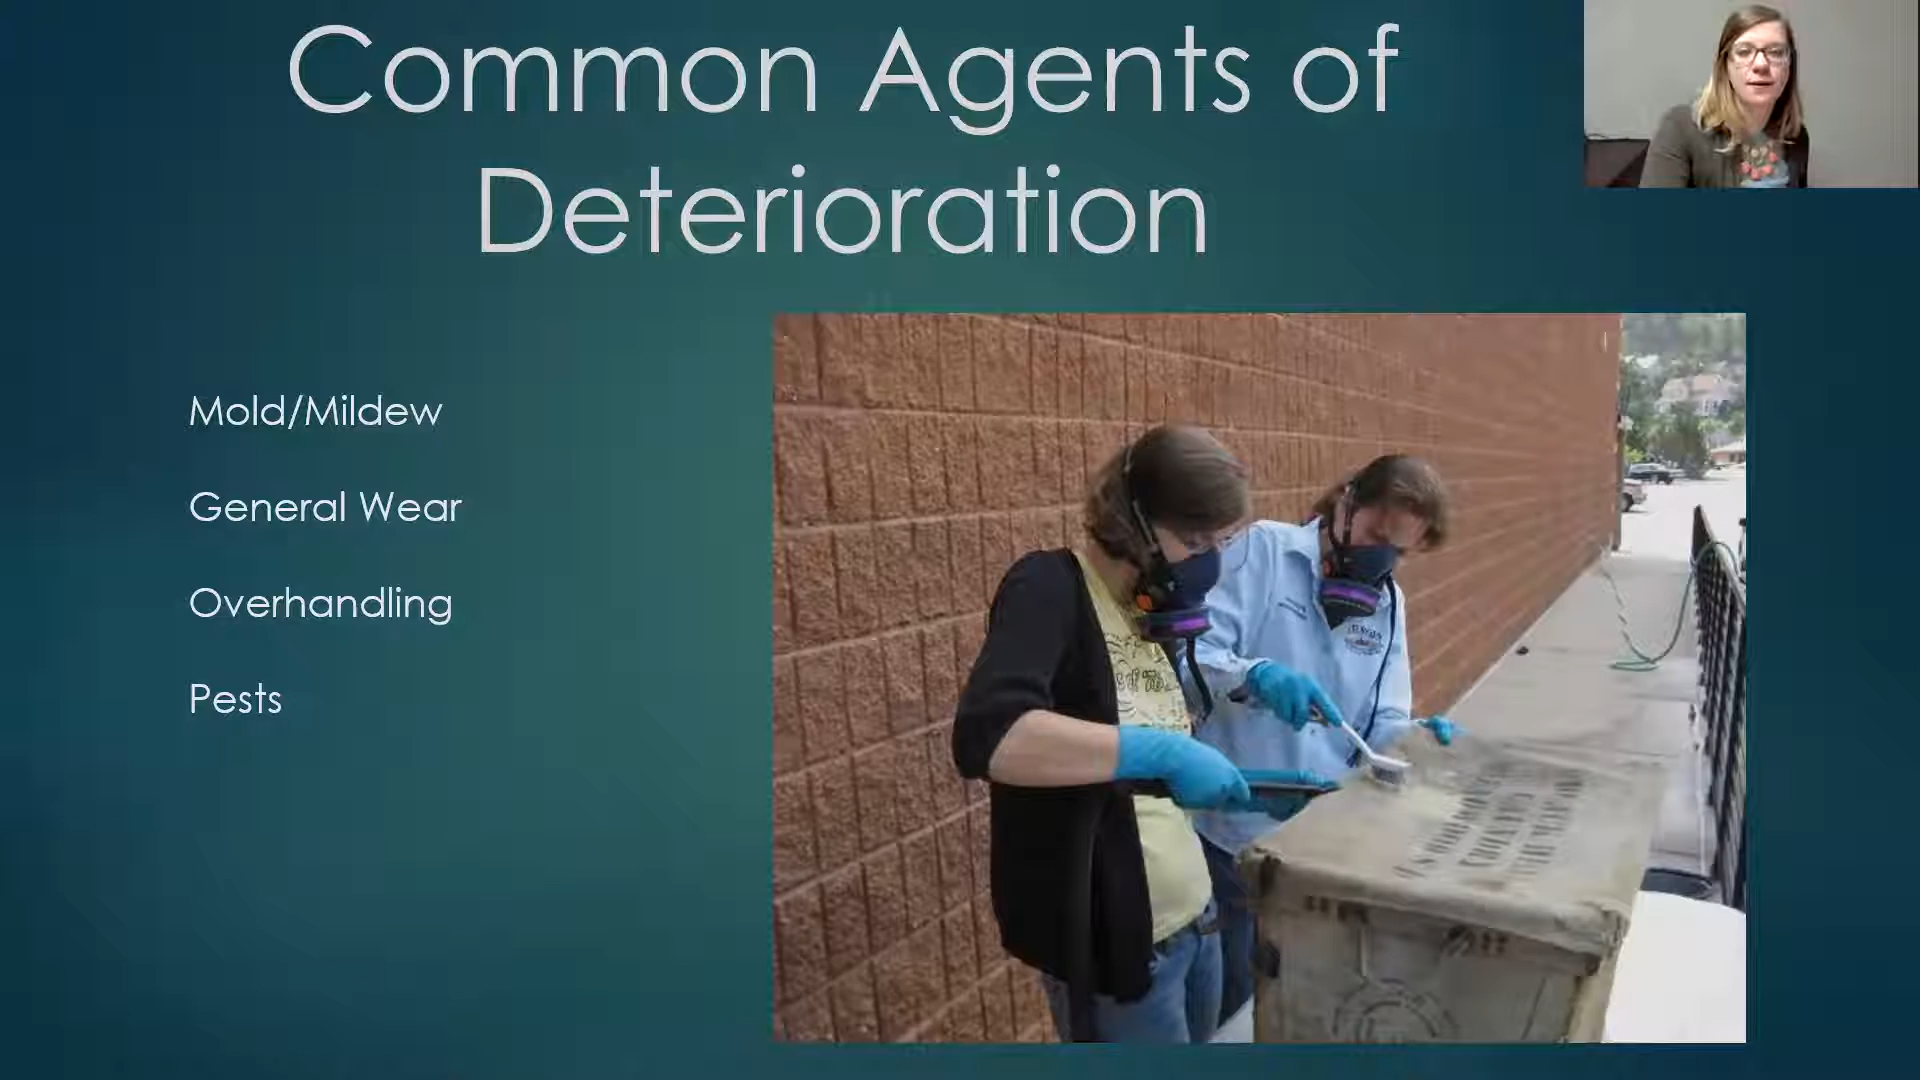 Common Agents of
Deterioration
Mold/Mildew
General Wear
Overhandling
Pests